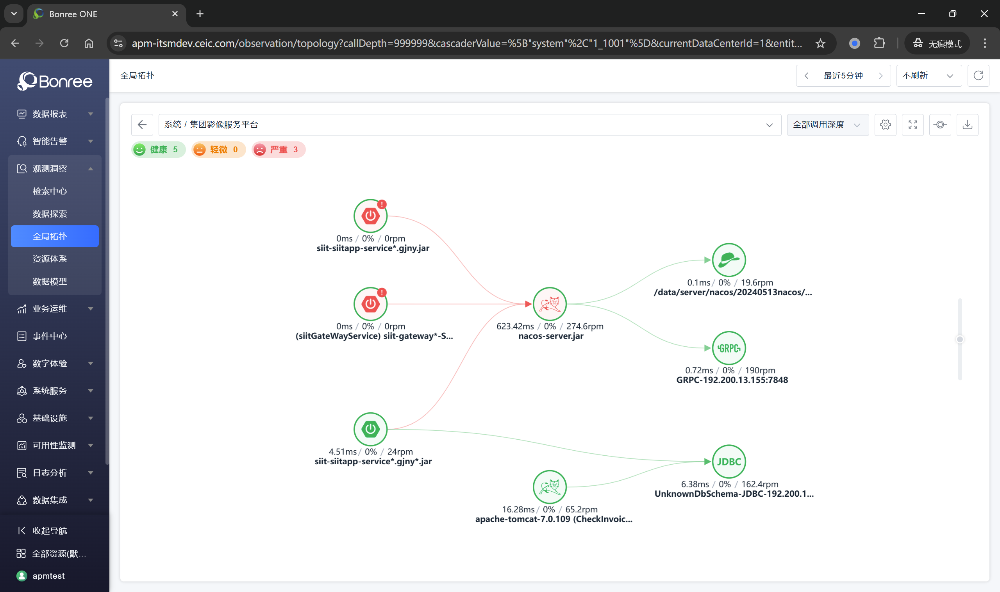 Bonree ONE
apm-itsmdev.ceic.com/observation/topology?callDepth=999999&cascaderValue=%5B"system"%2C"1_1001"%5D&currentDataCenterId=1&entit...
无痕模式
Bonree
数据报表
智能告警
观测洞察
检索中心
数据探索
全局拓扑
资源体系
数据模型
业务运维
事件中心
数字体验
系统服务
基础设施
可用性监测
日志分析
数据集成
收起导航
全部资源(默...
apmtest
全局拓扑
最近5分钟
不刷新
系统 / 集团影像服务平台
全部调用深度
健康 5
轻微 0
严重 3
0ms / 0% / 0rpm
siit-siitapp-service*.gjny.jar
0.1ms / 0% / 19.6rpm
/data/server/nacos/20240513nacos/...
0ms / 0% / 0rpm
(siitGateWayService) siit-gateway*-S...
623.42ms / 0% / 274.6rpm
nacos-server.jar
GRPC
0.72ms / 0% / 190rpm
GRPC-192.200.13.155:7848
4.51ms / 0% / 24rpm
siit-siitapp-service*.gjny*.jar
JDBC
6.38ms / 0% / 162.4rpm
UnknownDbSchema-JDBC-192.200.1...
16.28ms / 0% / 65.2rpm
apache-tomcat-7.0.109 (CheckInvoic...